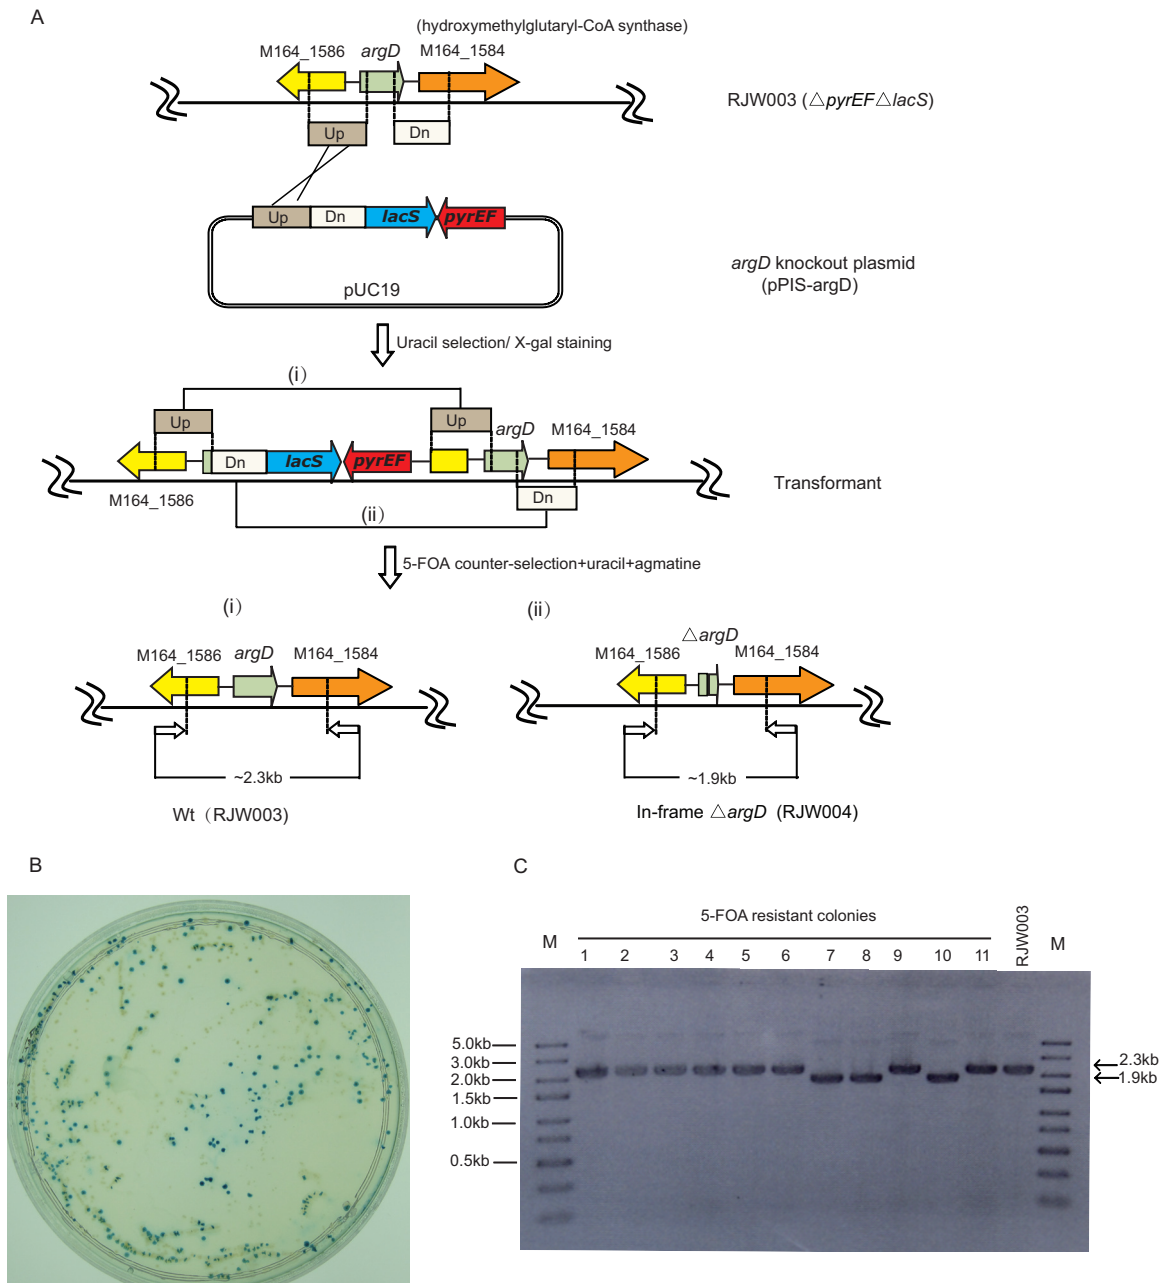 A
(hydroxymethylglutaryl-CoA synthase)
M164_1586 argD M164_1584
RJW003 (△pyrEF△lacS)
Up Dn
Up Dn lacS pyrEF
argD knockout plasmid
(pPIS-argD)
pUC19
Uracil selection/ X-gal staining
(i)
Up Up
argD M164_1584
Dn lacS pyrEF
Transformant
M164_1586
Dn
(ii)
5-FOA counter-selection+uracil+agmatine
(i) (ii)
M164_1586 argD M164_1584
△argD
M164_1586 M164_1584
~2.3kb ~1.9kb
Wt (RJW003) In-frame △argD (RJW004)
B
C
5-FOA resistant colonies
M 1 2 3 4 5 6 7 8 9 10 11 RJW003 M
5.0kb
3.0kb
2.0kb
1.5kb
1.0kb
0.5kb
2.3kb
1.9kb